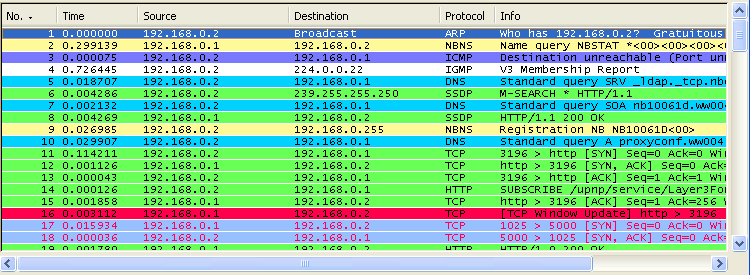 No. Time Source Destination Protocol Info
1 0.000000 192.168.0.2 Broadcast ARP Who has 192.168.0.2? Gratuitous
2 0.299139 192.168.0.1 192.168.0.2 NBNS Name query NBSTAT *<00><00><00><
3 0.000075 192.168.0.2 192.168.0.1 ICMP Destination unreachable (Port un
4 0.726445 192.168.0.2 224.0.0.22 IGMP V3 Membership Report
5 0.018707 192.168.0.2 192.168.0.1 DNS Standard query SRV _ldap._tcp.nb
6 0.004286 192.168.0.2 239.255.255.250 SSDP M-SEARCH * HTTP/1.1
7 0.002132 192.168.0.2 192.168.0.1 DNS Standard query SOA nb10061d.ww004
8 0.004269 192.168.0.1 192.168.0.2 SSDP HTTP/1.1 200 OK
9 0.026985 192.168.0.2 192.168.0.255 NBNS Registration NB NB10061D<00>
10 0.029907 192.168.0.2 192.168.0.1 DNS Standard query A proxyconf.ww004
11 0.114211 192.168.0.2 192.168.0.1 TCP 3196 > http [SYN] Seq=0 Ack=0 Wi
12 0.001126 192.168.0.1 192.168.0.2 TCP http > 3196 [SYN, ACK] Seq=0 Ack
13 0.000043 192.168.0.2 192.168.0.1 TCP 3196 > http [ACK] Seq=1 Ack=1 Wi
14 0.000126 192.168.0.2 192.168.0.1 HTTP SUBSCRIBE /upnp/service/Layer3For
15 0.001858 192.168.0.1 192.168.0.2 TCP http > 3196 [ACK] Seq=1 Ack=256 W
16 0.003112 192.168.0.1 192.168.0.2 TCP [TCP Window Update] http > 3196
17 0.015934 192.168.0.1 192.168.0.2 TCP 1025 > 5000 [SYN] Seq=0 Ack=0 Wi
18 0.000036 192.168.0.2 192.168.0.1 TCP 5000 > 1025 [SYN, ACK] Seq=0 Ack
19 0.001780 192.168.0.1 192.168.0.2 HTTP HTTP/1.0 200 OK